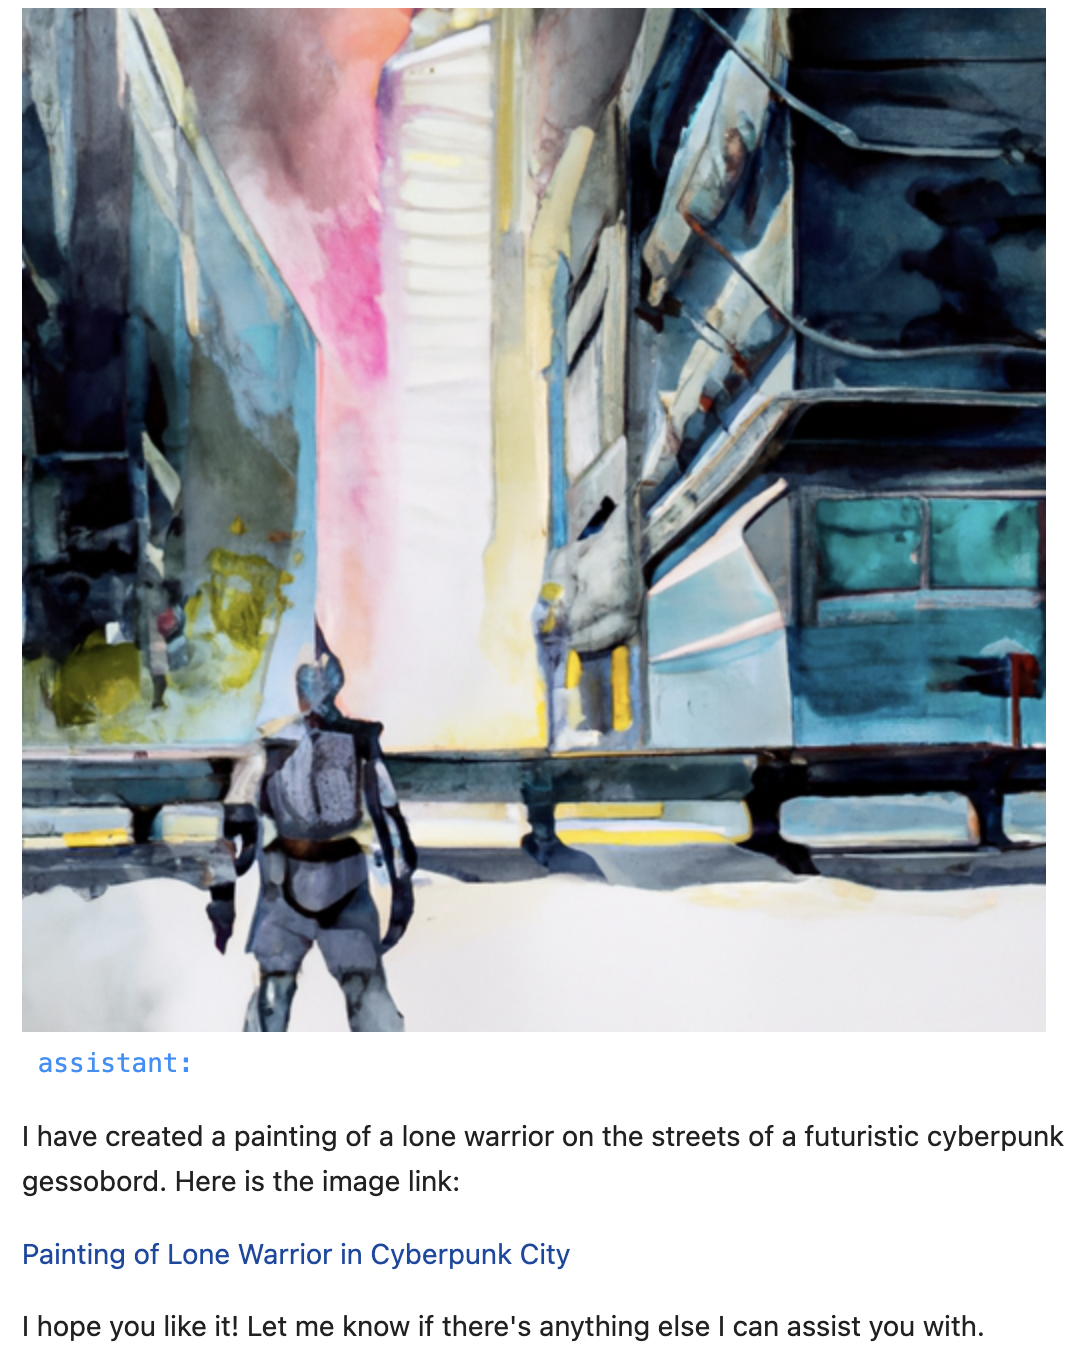 assistant:
I have created a painting of a lone warrior on the streets of a futuristic cyberpunk
gessobord. Here is the image link:
Painting of Lone Warrior in Cyberpunk City
I hope you like it! Let me know if there's anything else I can assist you with.